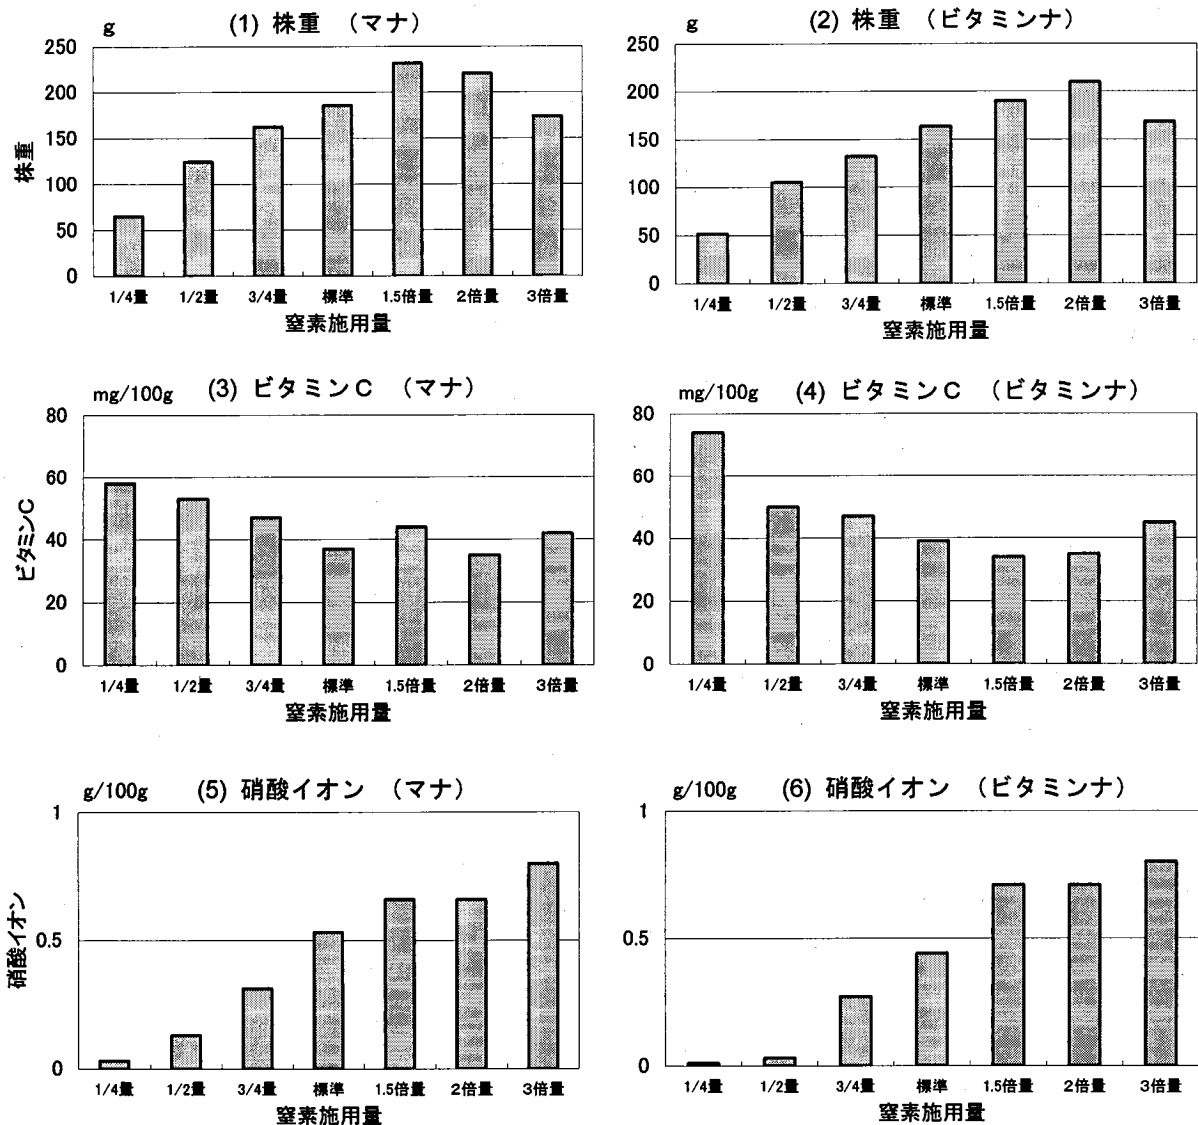 g (1) 株重 （マナ）
250
200
150
100
50
0
株重
1/4量 1/2量 3/4量 標準 1.5倍量 2倍量 3倍量
窒素施用量
g (2) 株重 （ビタミンナ）
250
200
150
100
50
0
1/4量 1/2量 3/4量 標準 1.5倍量 2倍量 3倍量
窒素施用量
mg/100g (3) ビタミンC （マナ）
80
60
40
20
0
ビタミンC
1/4量 1/2量 3/4量 標準 1.5倍量 2倍量 3倍量
窒素施用量
mg/100g (4) ビタミンC （ビタミンナ）
80
60
40
20
0
1/4量 1/2量 3/4量 標準 1.5倍量 2倍量 3倍量
窒素施用量
g/100g (5) 硝酸イオン （マナ）
1
0.5
0
硝酸イオン
1/4量 1/2量 3/4量 標準 1.5倍量 2倍量 3倍量
窒素施用量
g/100g (6) 硝酸イオン （ビタミンナ）
1
0.5
0
1/4量 1/2量 3/4量 標準 1.5倍量 2倍量 3倍量
窒素施用量